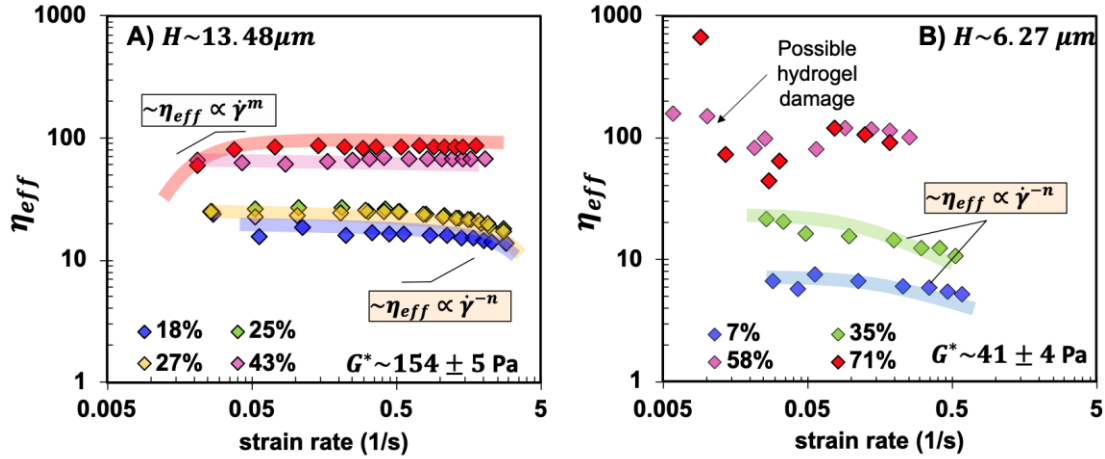 A) H~13.48μm
1000
100
10
1
η_eff
~η_eff ∝ γ̇^m
~η_eff ∝ γ̇^-n
18% 25%
27% 43%
G*~154 ± 5 Pa
0.005 0.05 0.5 5
strain rate (1/s)
B) H~6.27 μm
1000
100
10
1
η_eff
Possible
hydrogel
damage
~η_eff ∝ γ̇^-n
7% 35%
58% 71%
G*~41 ± 4 Pa
0.005 0.05 0.5 5
strain rate (1/s)